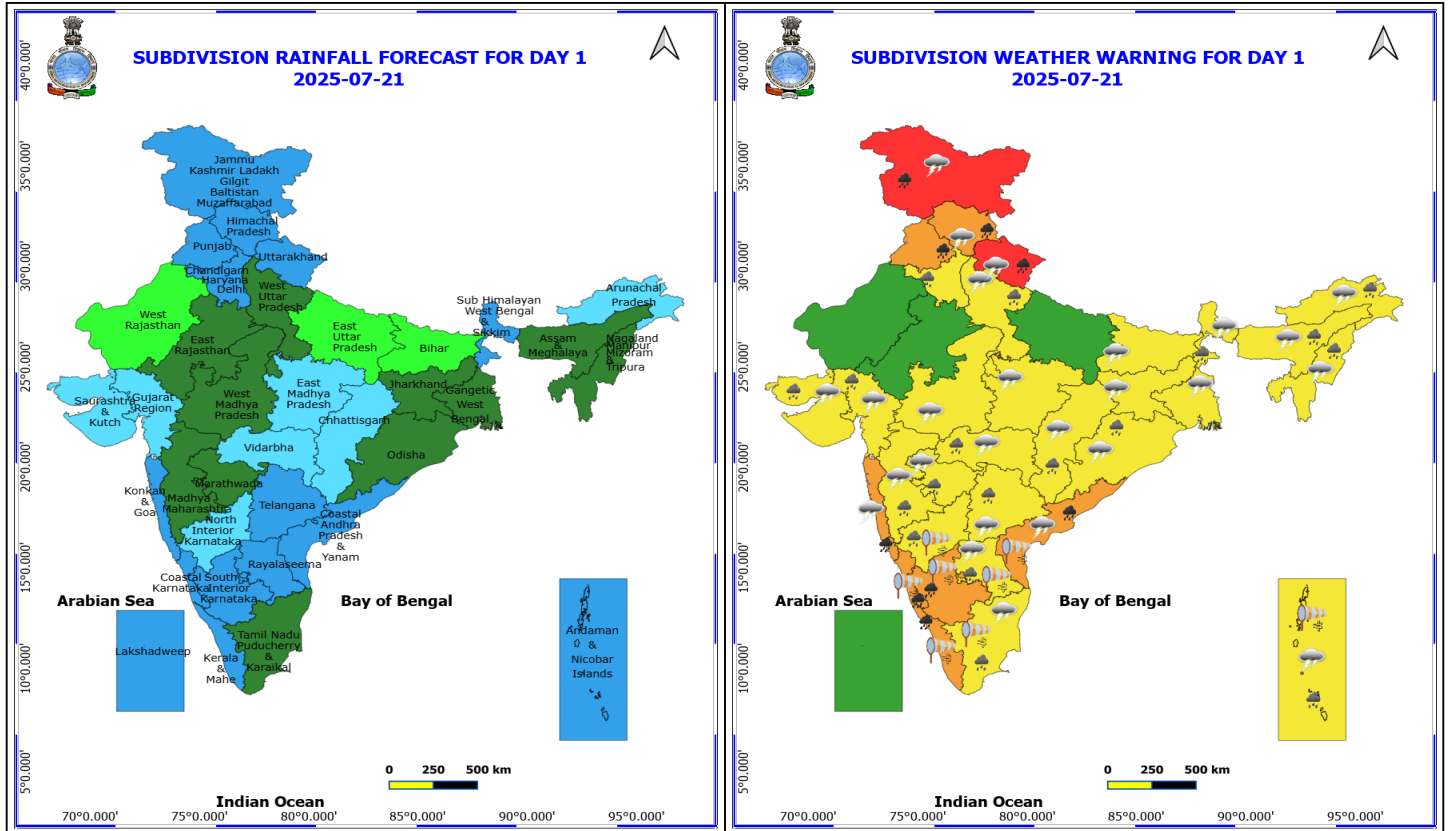 SUBDIVISION RAINFALL FORECAST FOR DAY 1
2025-07-21
40°0.000'
35°0.000'
30°0.000'
25°0.000'
20°0.000'
15°0.000'
10°0.000'
5°0.000'
Jammu
Kashmir Ladakh
Gilgit
Baltistan
Muzaffarabad
Himachal
Pradesh
Punjab
Uttarakhand
Chandigarh
Haryana
Delhi
West
Uttar
Pradesh
West
Rajasthan
East
Rajasthan
East
Uttar
Pradesh
Bihar
Sub Himalayan
West Bengal
&
Sikkim
Arunachal
Pradesh
Assam
&
Meghalaya
Nagaland
Manipur
Mizoram
&
Tripura
Saurashtra
&
Kutch
Gujarat
Region
West
Madhya
Pradesh
East
Madhya
Pradesh
Jharkhand
Gangetic
West
Bengal
Chhattisgarh
Vidarbha
Odisha
Konkan
&
Goa
Marathwada
Madhya
Maharashtra
North
Interior
Karnataka
Telangana
Coastal
Andhra
Pradesh
&
Yanam
Rayalaseema
Coastal
Karnataka
South
Interior
Karnataka
Arabian Sea
Bay of Bengal
Lakshadweep
Kerala
&
Mahe
Tamil Nadu
Puducherry
&
Karaikal
Andaman
&
Nicobar
Islands
0 250 500 km
Indian Ocean
70°0.000' 75°0.000' 80°0.000' 85°0.000' 90°0.000' 95°0.000'
SUBDIVISION WEATHER WARNING FOR DAY 1
2025-07-21
40°0.000'
35°0.000'
30°0.000'
25°0.000'
20°0.000'
15°0.000'
10°0.000'
5°0.000'
Arabian Sea
Bay of Bengal
0 250 500 km
Indian Ocean
70°0.000' 75°0.000' 80°0.000' 85°0.000' 90°0.000' 95°0.000'